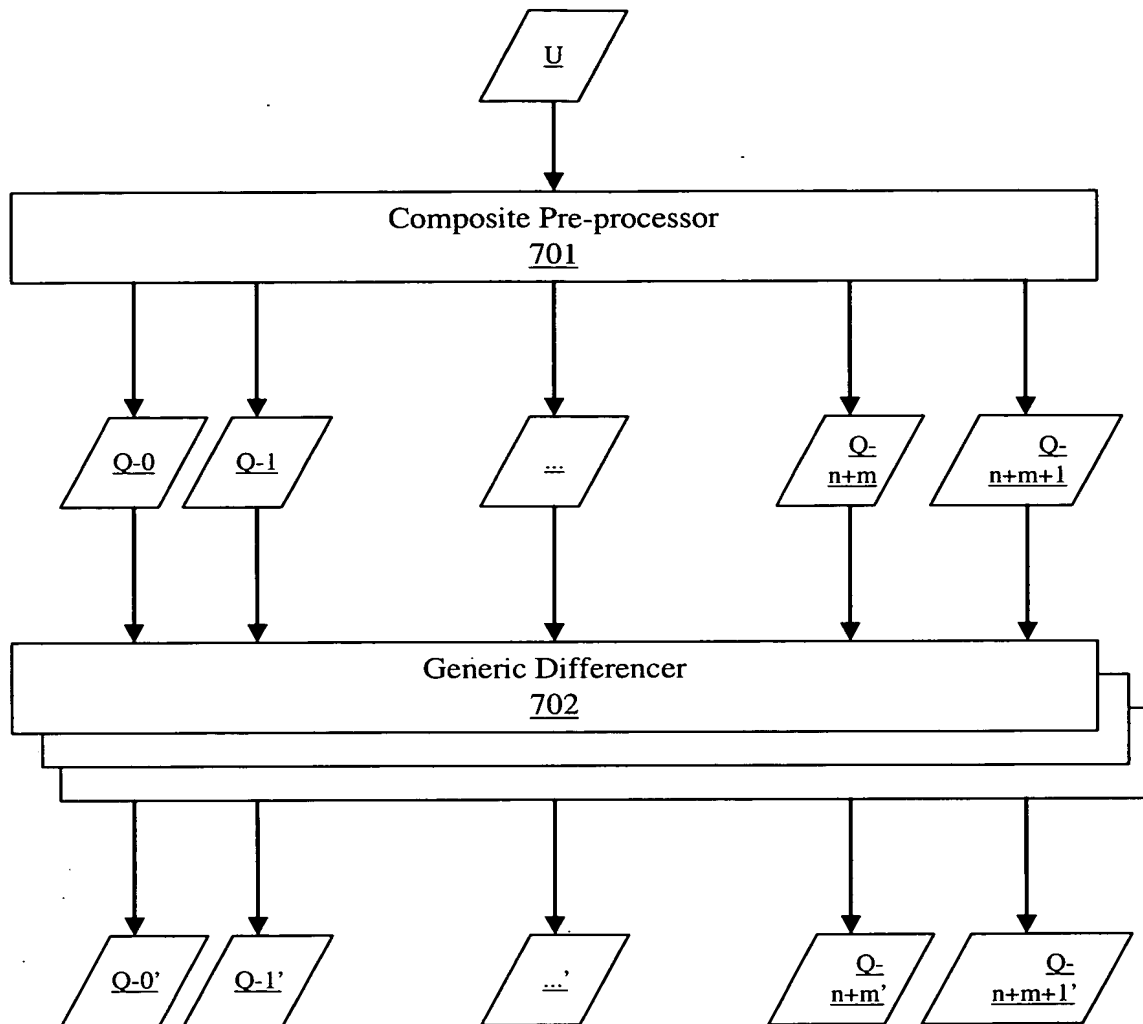 U
Composite Pre-processor
701
Q-0
Q-1
...
Q-
n+m
Q-
n+m+1
Generic Differencer
702
Q-0'
Q-1'
...'
Q-
n+m'
Q-
n+m+1'